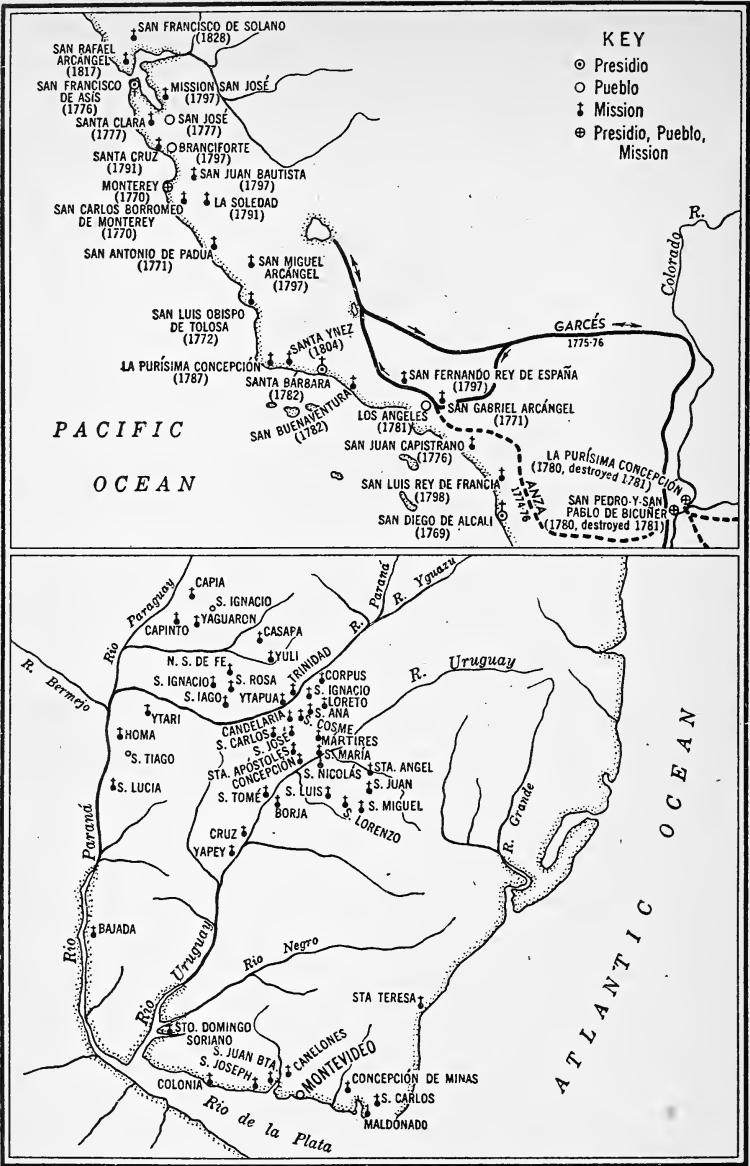 SAN FRANCISCO DE SOLANO
(1828)
SAN RAFAEL
ARCÁNGEL
(1817)
SAN FRANCISCO
DE ASÍS
(1776)
MISSION SAN JOSÉ
(1797)
SANTA CLARA
(1777)
SAN JOSÉ
(1777)
SANTA CRUZ
(1791)
BRANCIFORTE
(1797)
SAN JUAN BAUTISTA
(1797)
MONTEREY
(1770)
SAN CARLOS BORROMEO
DE MONTEREY
(1770)
LA SOLEDAD
(1791)
SAN ANTONIO DE PADUA
(1771)
SAN MIGUEL
ARCÁNGEL
(1797)
SAN LUIS OBISPO
DE TOLOSA
(1772)
SANTA YNEZ
(1804)
LA PURÍSIMA CONCEPCIÓN
(1787)
SANTA BÁRBARA
(1782)
SAN BUENAVENTURA
(1782)
SAN FERNANDO REY DE ESPAÑA
(1797)
LOS ANGELES
(1781)
SAN GABRIEL ARCÁNGEL
(1771)
SAN JUAN CAPISTRANO
(1776)
SAN LUIS REY DE FRANCIA
(1798)
SAN DIEGO DE ALCALI
(1769)
LA PURÍSIMA CONCEPCIÓN
(1780, destroyed 1781)
SAN PEDRO-Y-SAN
PABLO DE BICUÑER
(1780, destroyed 1781)
GARCÉS
1775-76
ANZA
1774-76
Colorado R.
PACIFIC
OCEAN
KEY
Presidio
Pueblo
Mission
Presidio, Pueblo,
Mission
CAPIA
S. IGNACIO
CAPINTO
YAGUARON
CASAPA
Rio Paraguay
R. Paraná
R. Yguazu
R. Bermejo
N. S. DE FE
YULI
TRINIDAD
S. IGNACIO
S. ROSA
S. IAGO
YTAPUA
CORPUS
S. IGNACIO
LORETO
S. ANA
R. Uruguay
YTARI
CANDELARIA
S. COSME
HOMA
S. CARLOS
S. JOSÉ
MÁRTIRES
S. TIAGO
STA. APÓSTOLES
S. MARÍA
CONCEPCIÓN
S. NICOLÁS
STA. ANGEL
S. LUCIA
S. TOMÉ
S. LUIS
S. JUAN
BORJA
S. LORENZO
S. MIGUEL
CRUZ
YAPEY
R. Grande
Rio Paraná
BAJADA
Rio Uruguay
Rio Negro
STA TERESA
STO. DOMINGO
SORIANO
S. JUAN BTA.
S. JOSEPH
CANELONES
MONTEVIDEO
COLONIA
CONCEPCIÓN DE MINAS
S. CARLOS
MALDONADO
Rio de la Plata
ATLANTIC OCEAN